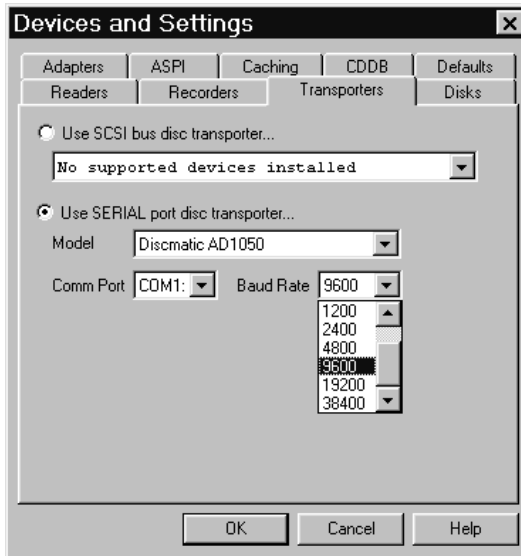 Devices and Settings
Adapters ASPI Caching CDDB Defaults
Readers Recorders Transporters Disks
Use SCSI bus disc transporter...
No supported devices installed
Use SERIAL port disc transporter...
Model Discmatic AD1050
Comm Port COM1: Baud Rate 9600
1200
2400
4800
9600
19200
38400
OK Cancel Help